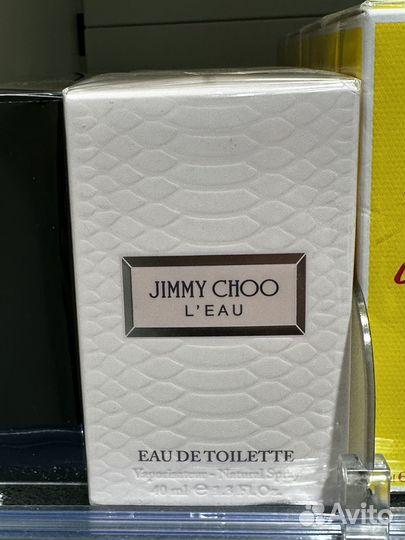 JIMMY CHOO
L'EAU
EAU DE TOILETTE
Vaporisateur - Natural Spray
40 ml e 1.3 FL.OZ
Avito